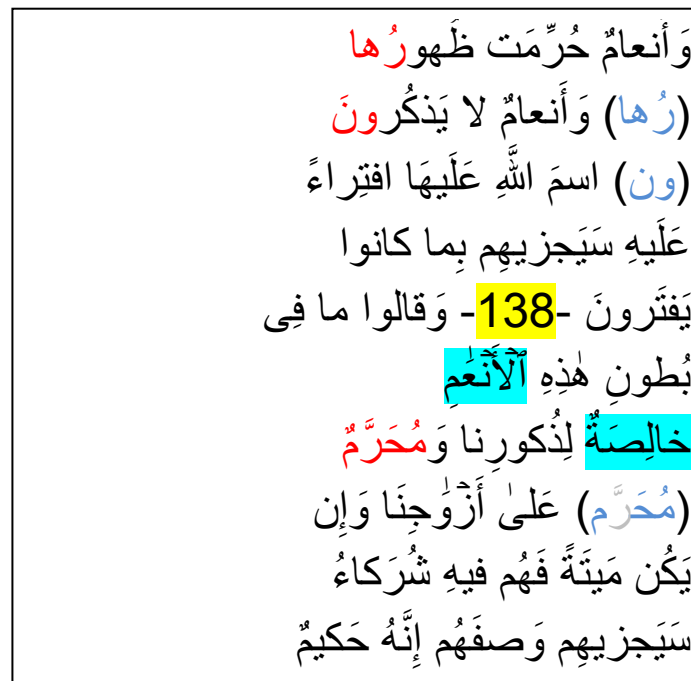 وَأَنعامٌ حُرِّمَت ظُهورُها
(رُها) وَأَنعامٌ لا يَذكُرونَ
(ون) اسمَ اللَّهِ عَلَيهَا افتِراءً
عَلَيهِ سَيَجزيهِم بِما كانوا
يَفتَرونَ -138- وَقالوا ما فِى
بُطونِ هٰذِهِ ٱلۡأَنۡعَٰمِ
خالِصَةٌ لِذُكورِنا وَمُحَرَّمٌ
(مُحَرَّم) عَلىٰ أَزۡوَٰجِنَا وَإِن
يَكُن مَيتَةً فَهُم فيهِ شُرَكاءُ
سَيَجزيهِم وَصفَهُم إِنَّهُ حَكيمٌ